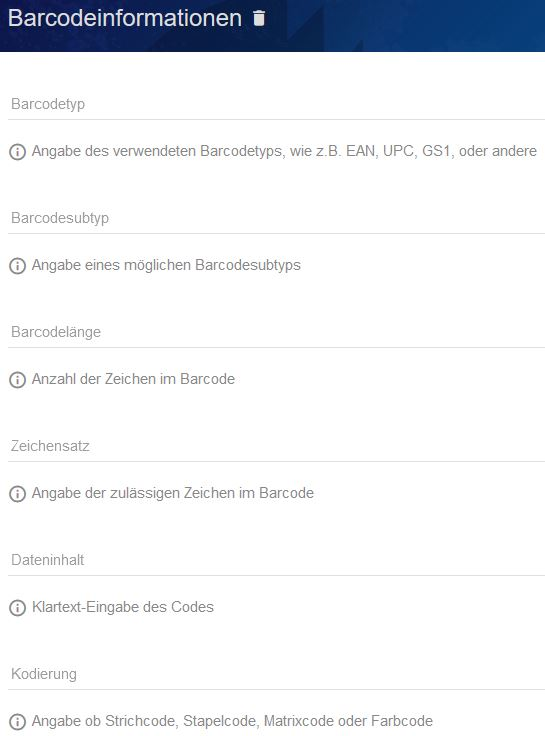 Barcodeinformationen
Barcodetyp
Angabe des verwendeten Barcodetyps, wie z.B. EAN, UPC, GS1, oder andere
Barcodesubtyp
Angabe eines möglichen Barcodesubtyps
Barcodelänge
Anzahl der Zeichen im Barcode
Zeichensatz
Angabe der zulässigen Zeichen im Barcode
Dateninhalt
Klartext-Eingabe des Codes
Kodierung
Angabe ob Strichcode, Stapelcode, Matrixcode oder Farbcode